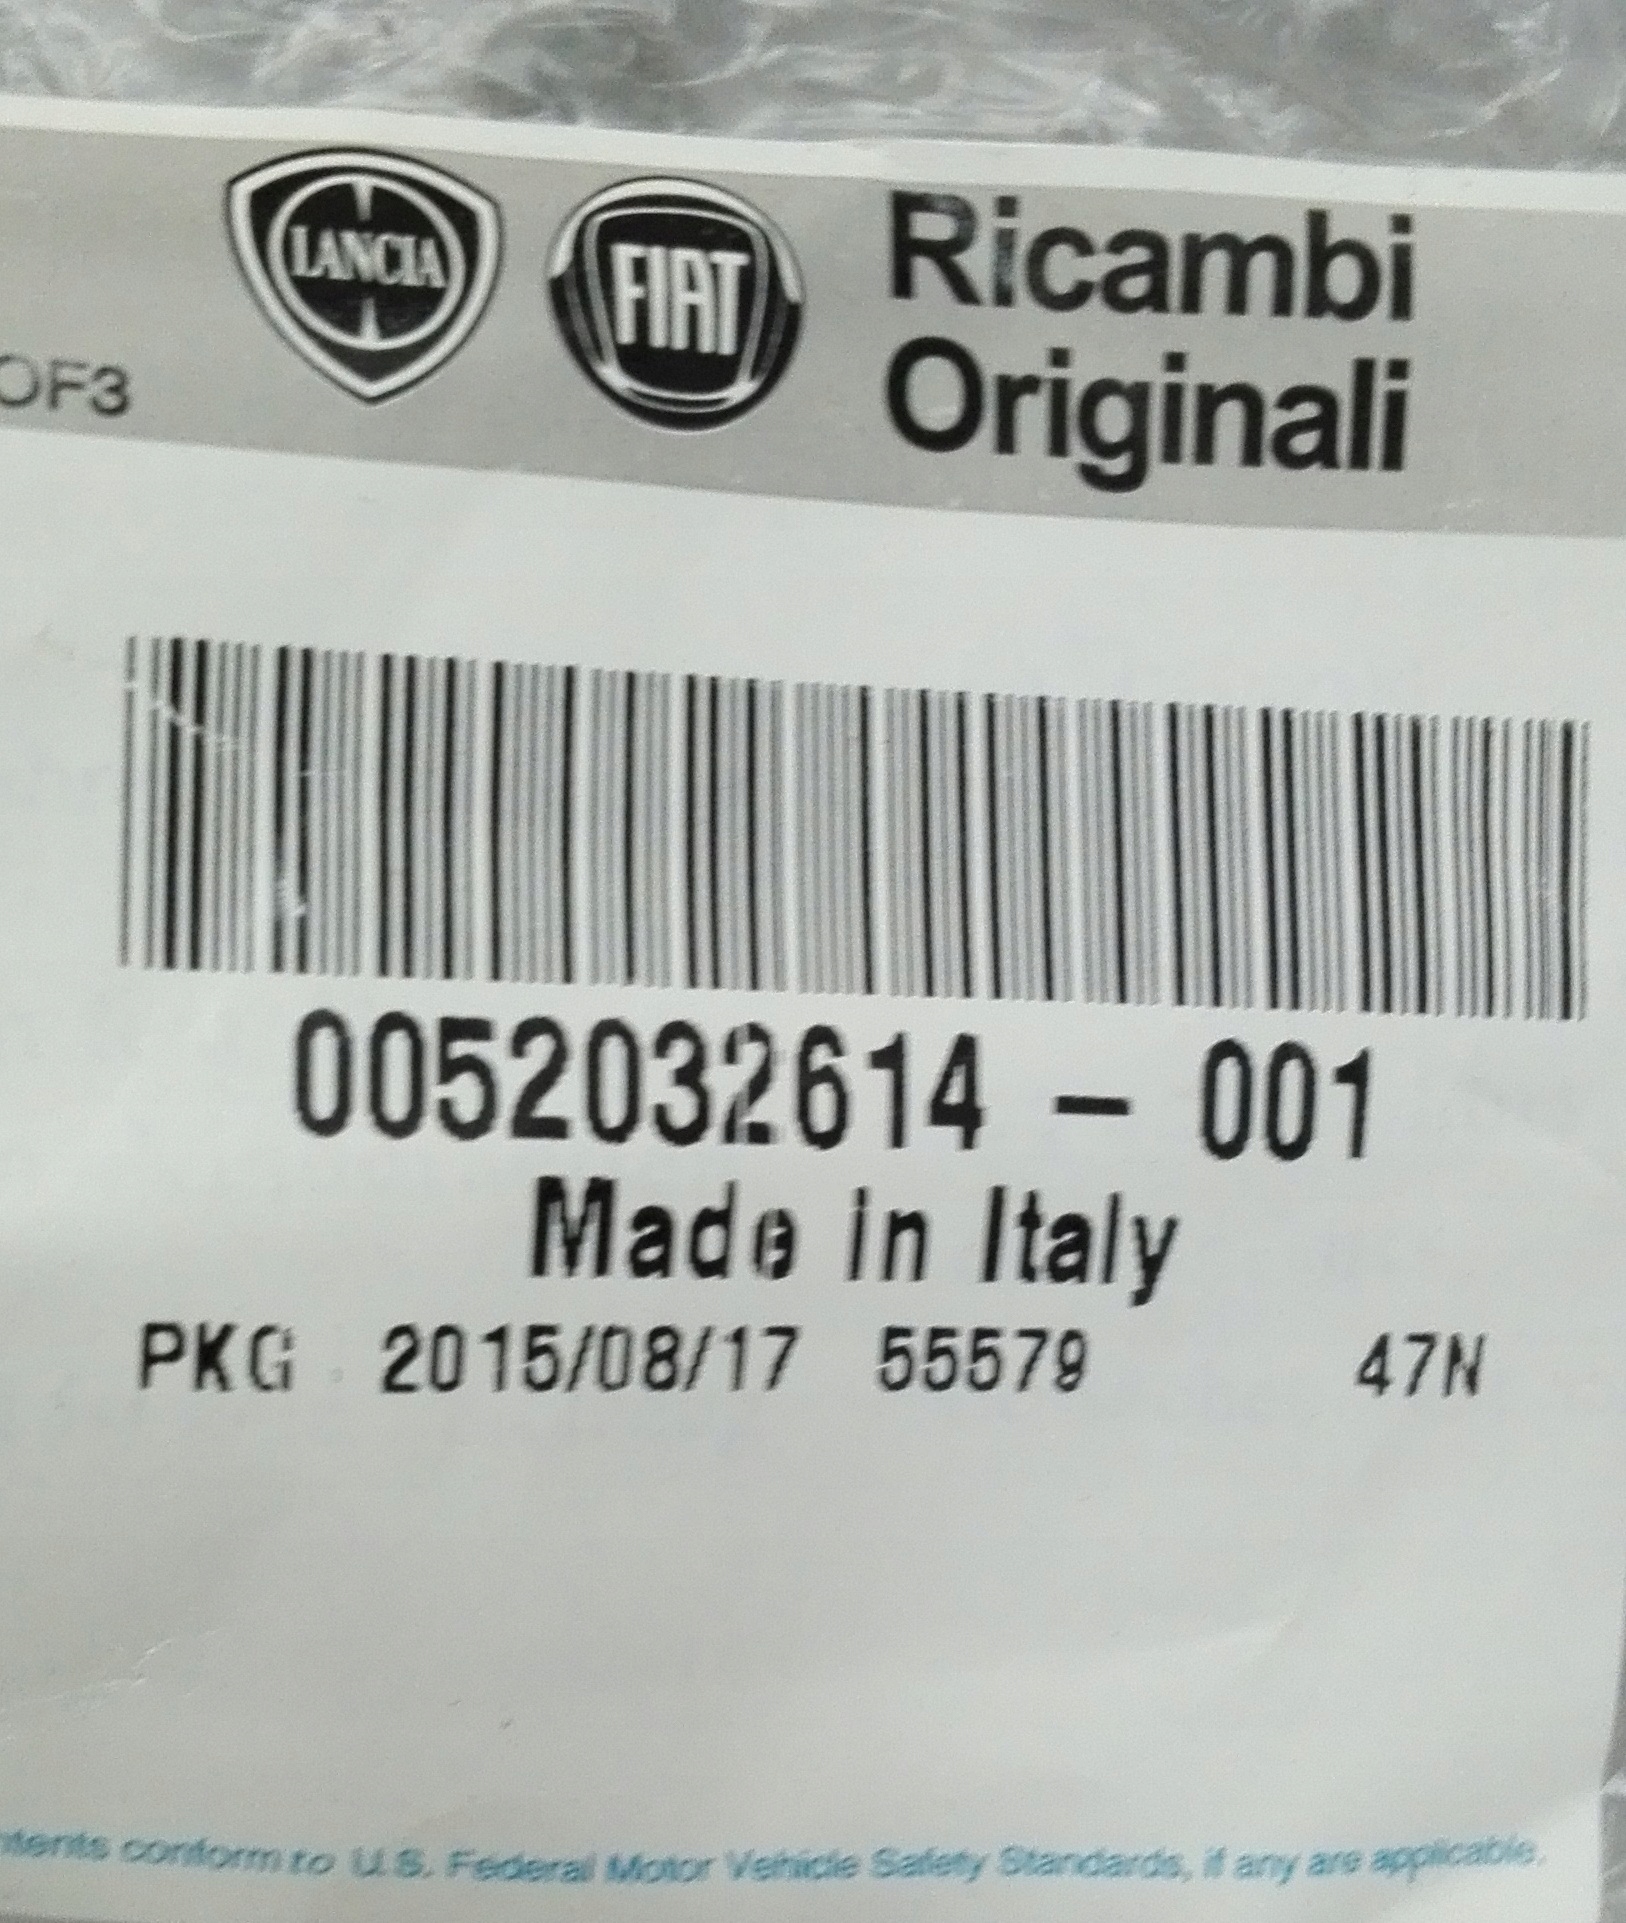 LANCIA FIAT Ricambi
Originali
OF3
0052032614 - 001
Made in Italy
PKG 2015/08/17 55579 47N
conform to U.S. Federal Motor Vehicle Safety Standards, if any are applicable.